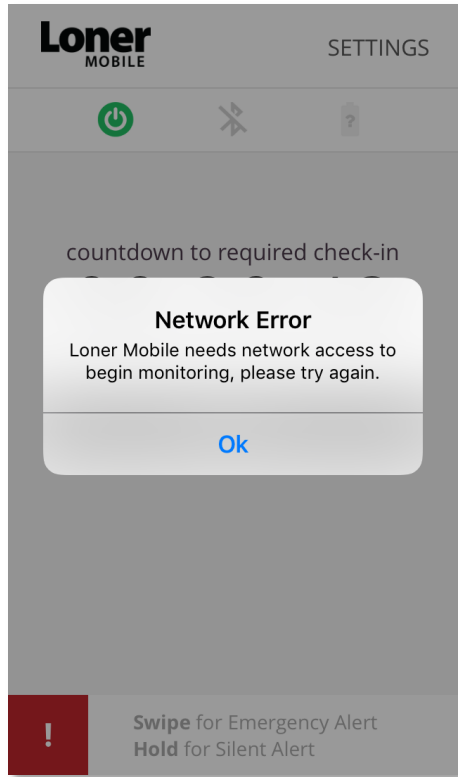 Loner
MOBILE
SETTINGS
?
countdown to required check-in
Network Error
Loner Mobile needs network access to
begin monitoring, please try again.
Ok
!
Swipe for Emergency Alert
Hold for Silent Alert